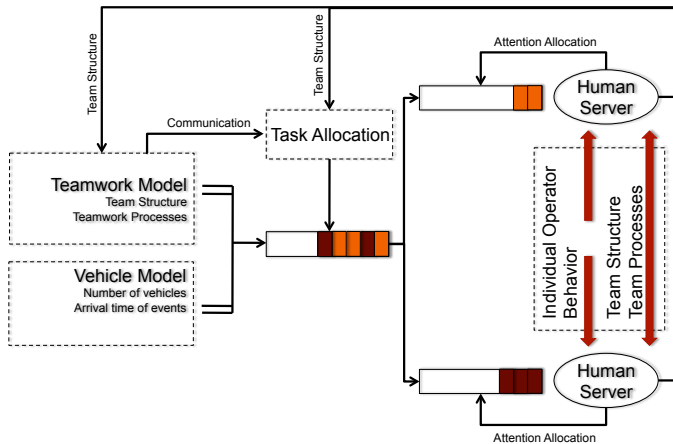 Attention Allocation
Team Structure
Team Structure
Human
Server
Communication
Task Allocation
Teamwork Model
Team Structure
Teamwork Processes
Individual Operator
Behavior
Team Structure
Team Processes
Vehicle Model
Number of vehicles
Arrival time of events
Human
Server
Attention Allocation